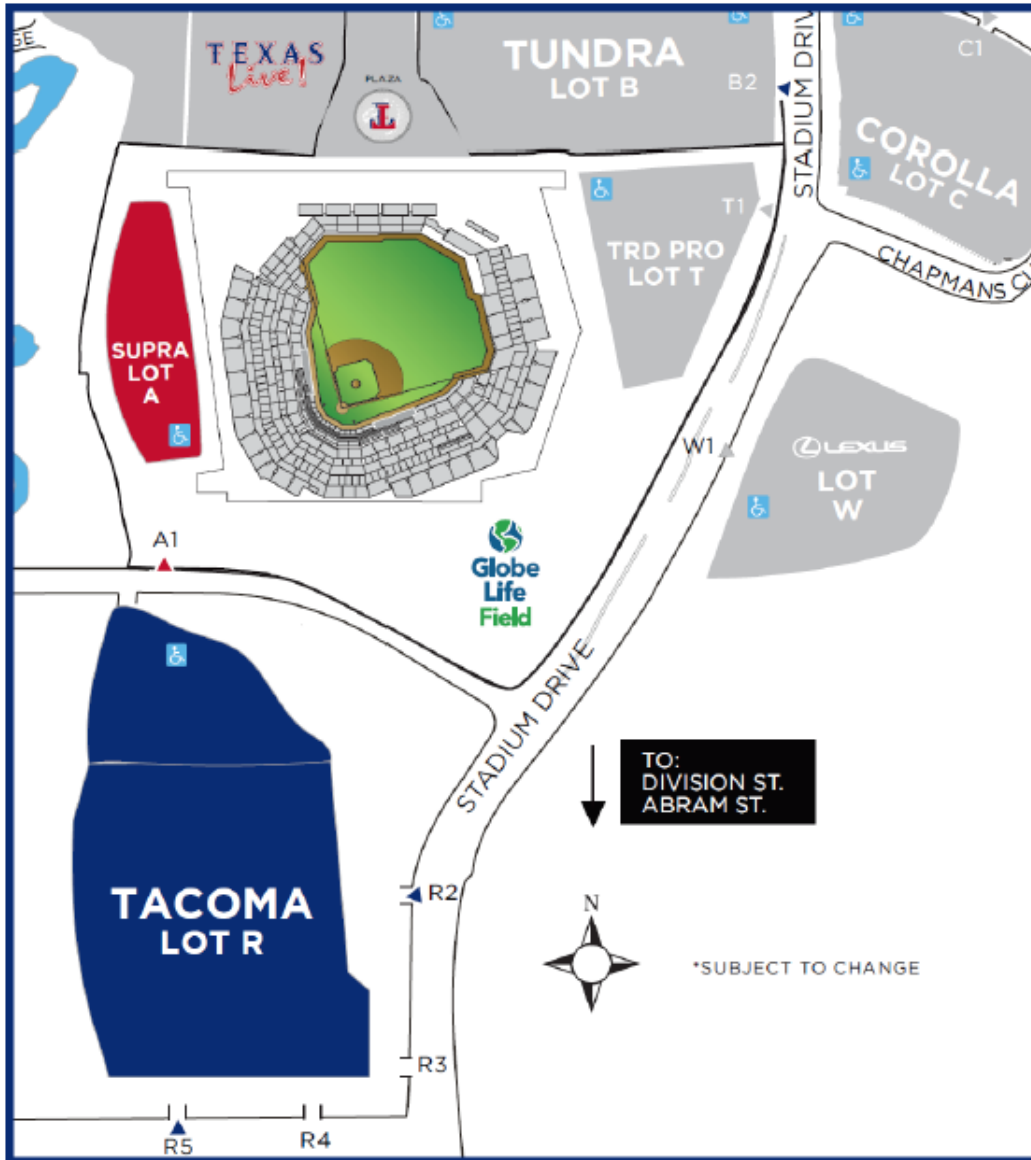 GE
TEXAS
Live!
PLAZA
T
TUNDRA
LOT B
B2
STADIUM DRIV
C1
COROLLA
LOT C
T1
TRD PRO
LOT T
CHAPMANS C
SUPRA
LOT
A
W1
LEXUS
LOT
W
A1
Globe
Life
Field
STADIUM DRIVE
TO:
DIVISION ST.
ABRAM ST.
TACOMA
LOT R
R2
N
*SUBJECT TO CHANGE
R3
R5
R4